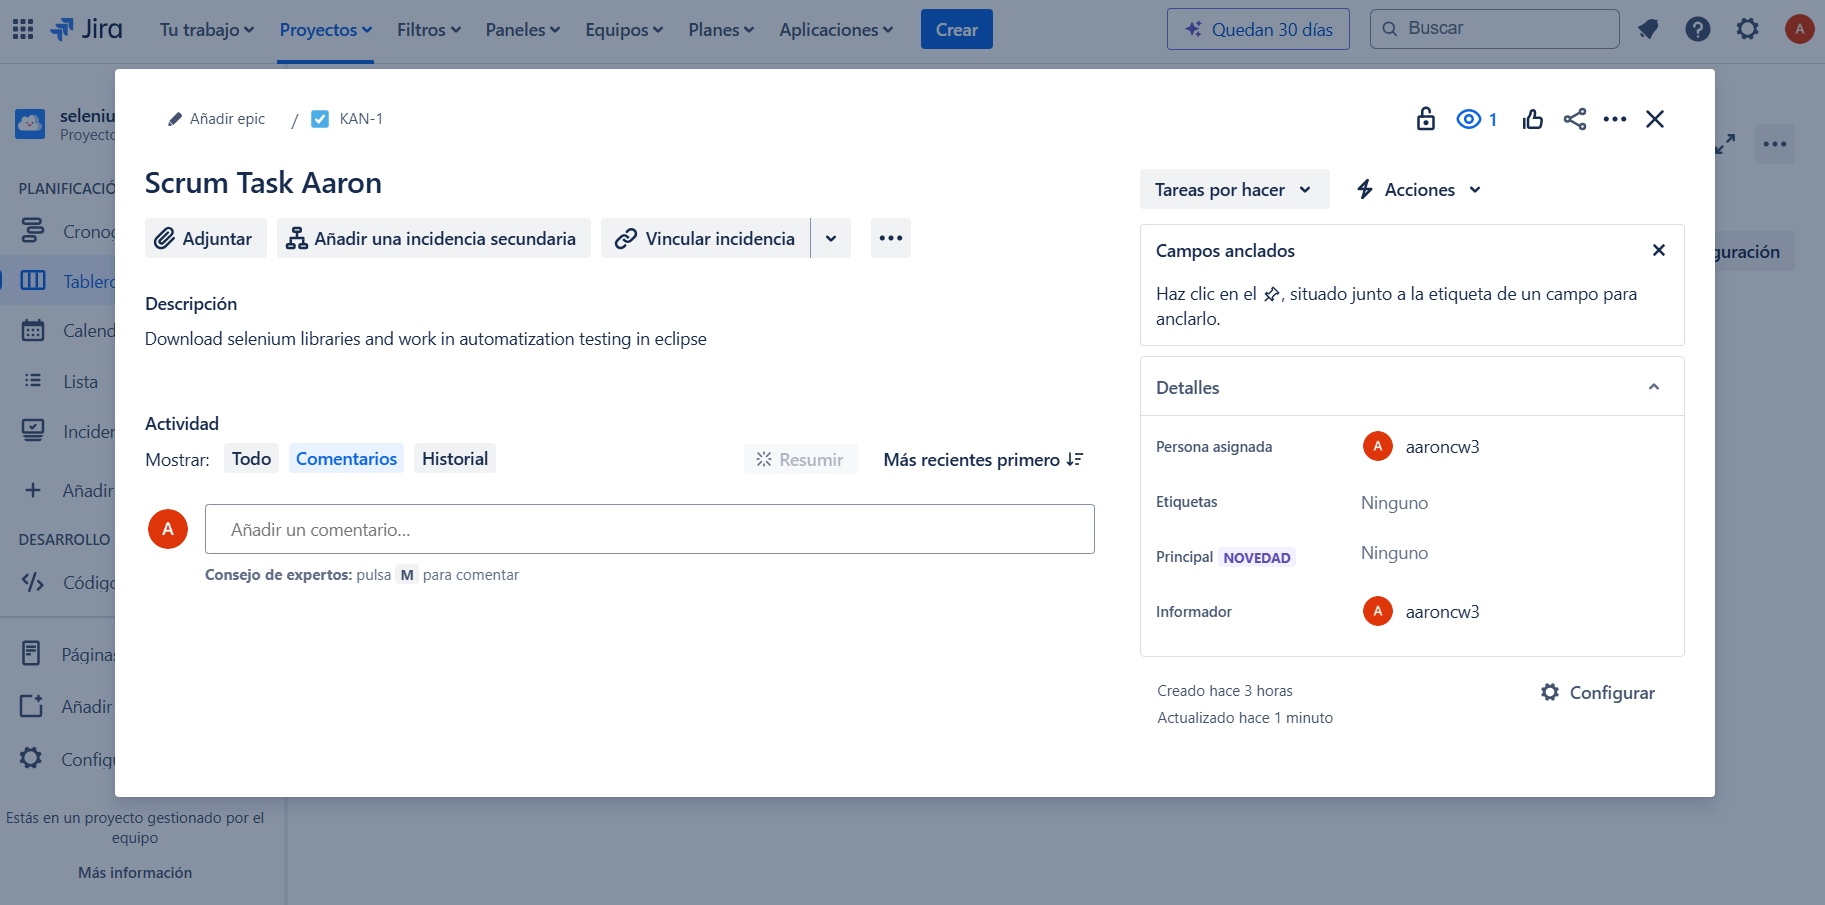 Jira
Tu trabajo
Proyectos
Filtros
Paneles
Equipos
Planes
Aplicaciones
Crear
Quedan 30 días
Buscar
A
seleniu
Proyecto
PLANIFICACIÓ
Cronog
Tablero
Calend
Lista
Inciden
Añadir
DESARROLLO
Código
Páginas
Añadir
Configu
Estás en un proyecto gestionado por el
equipo
Más información
Añadir epic / KAN-1
1
Scrum Task Aaron
Adjuntar
Añadir una incidencia secundaria
Vincular incidencia
Descripción
Download selenium libraries and work in automatization testing in eclipse
Actividad
Mostrar: Todo Comentarios Historial
Resumir
Más recientes primero
A
Añadir un comentario...
Consejo de expertos: pulsa M para comentar
Tareas por hacer
Acciones
Campos anclados
Haz clic en el , situado junto a la etiqueta de un campo para
anclarlo.
Detalles
Persona asignada A aaroncw3
Etiquetas Ninguno
Principal NOVEDAD Ninguno
Informador A aaroncw3
Creado hace 3 horas
Actualizado hace 1 minuto
Configurar
guración